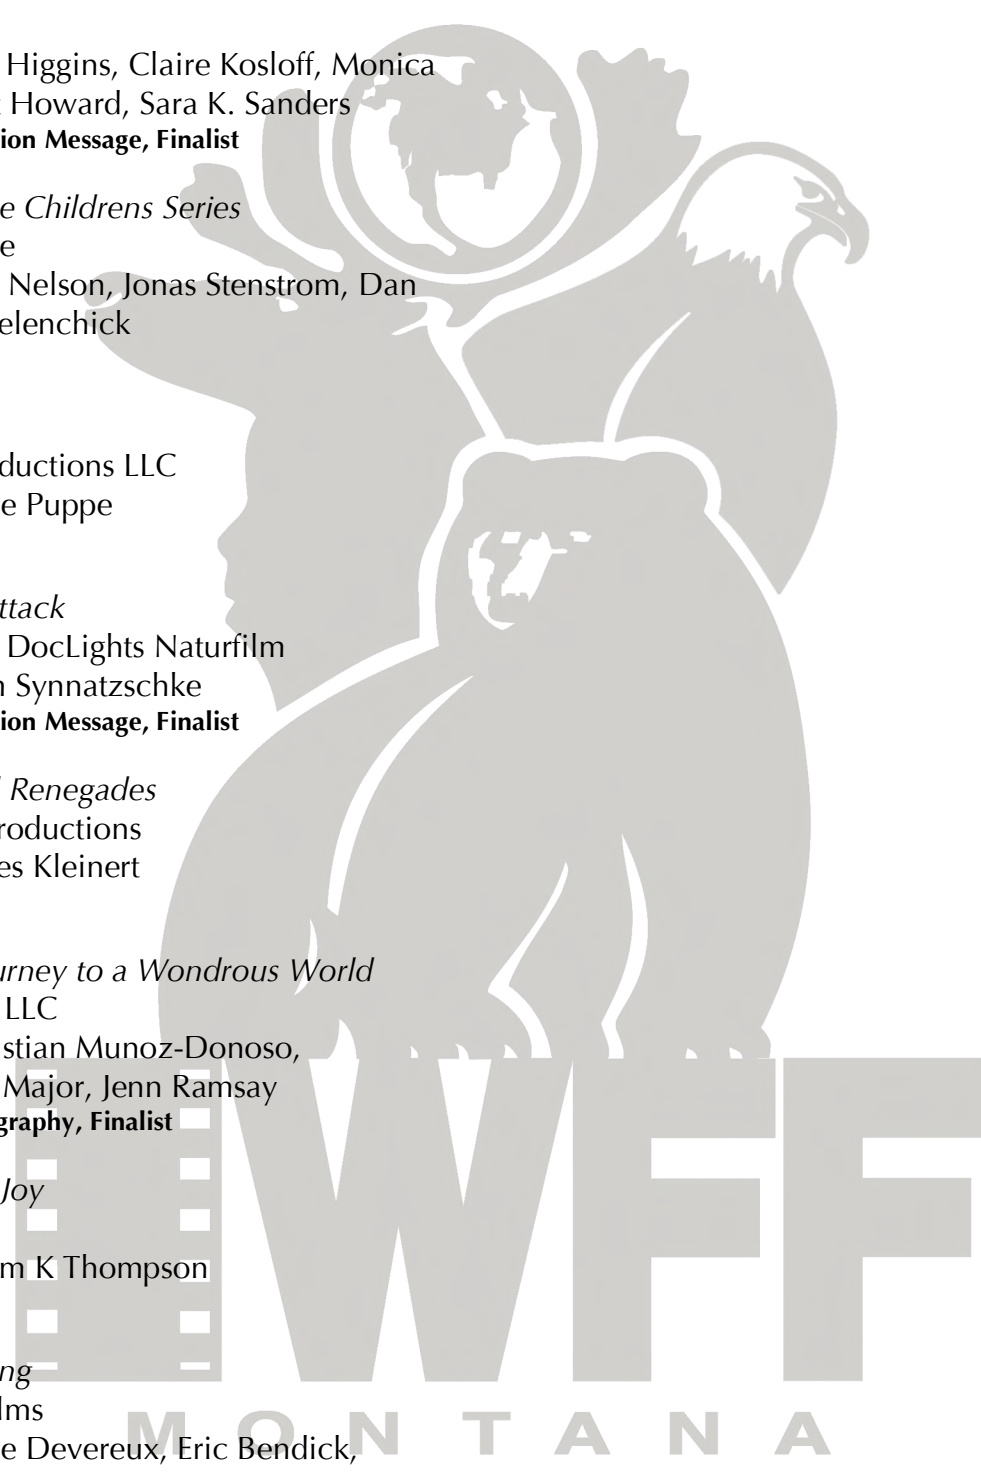 Higgins, Claire Kosloff, Monica
Howard, Sara K. Sanders
ion Message, Finalist
e Childrens Series
e
Nelson, Jonas Stenstrom, Dan
elenchick
ductions LLC
e Puppe
ttack
DocLights Naturfilm
n Synnatzschke
ion Message, Finalist
Renegades
roductions
es Kleinert
urney to a Wondrous World
LLC
stian Munoz-Donoso,
Major, Jenn Ramsay
graphy, Finalist
Joy
m K Thompson
ng
lms
e Devereux, Eric Bendick,
IWFF
MONTANA